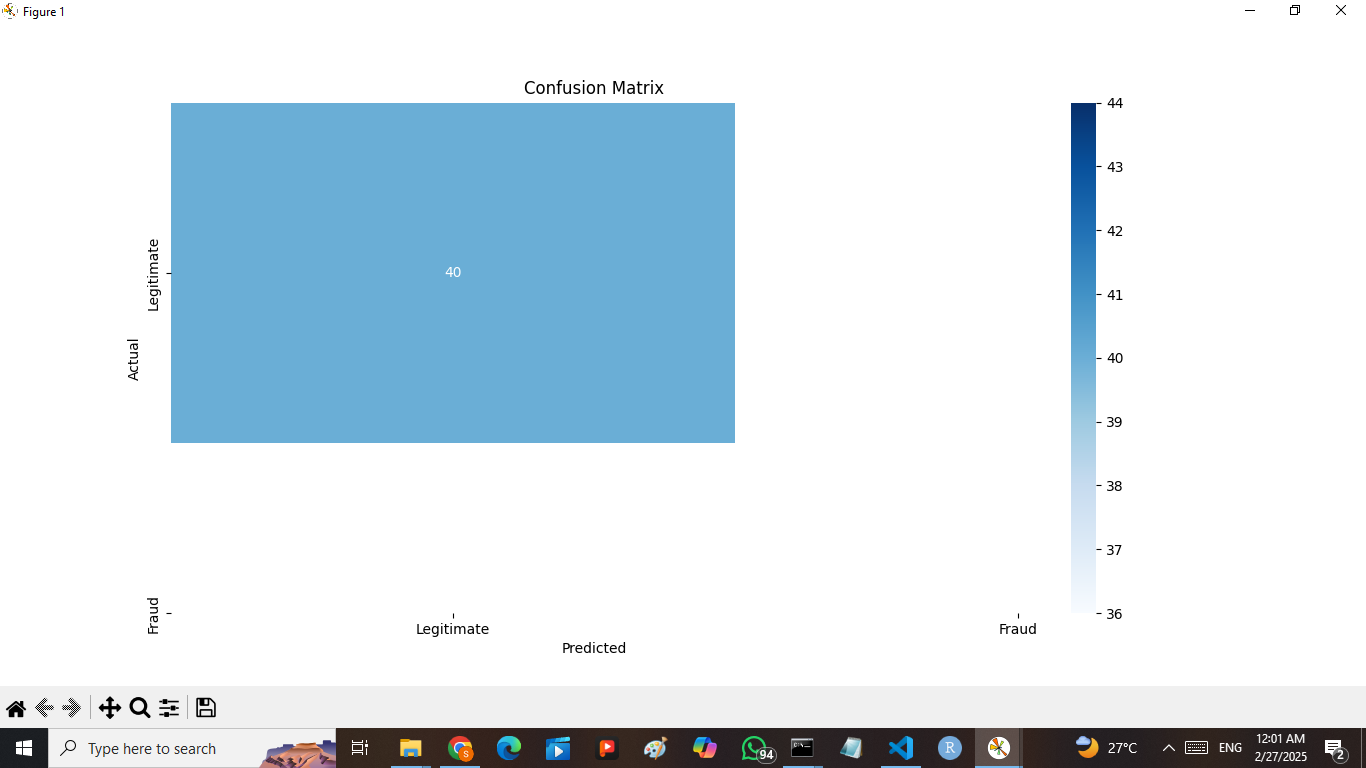 Figure 1
Confusion Matrix
44
43
42
41
40
39
38
37
36
40
Actual
Legitimate
Fraud
Legitimate
Fraud
Predicted
Type here to search
S
94
R
27°C
ENG
12:01 AM
2/27/2025
2